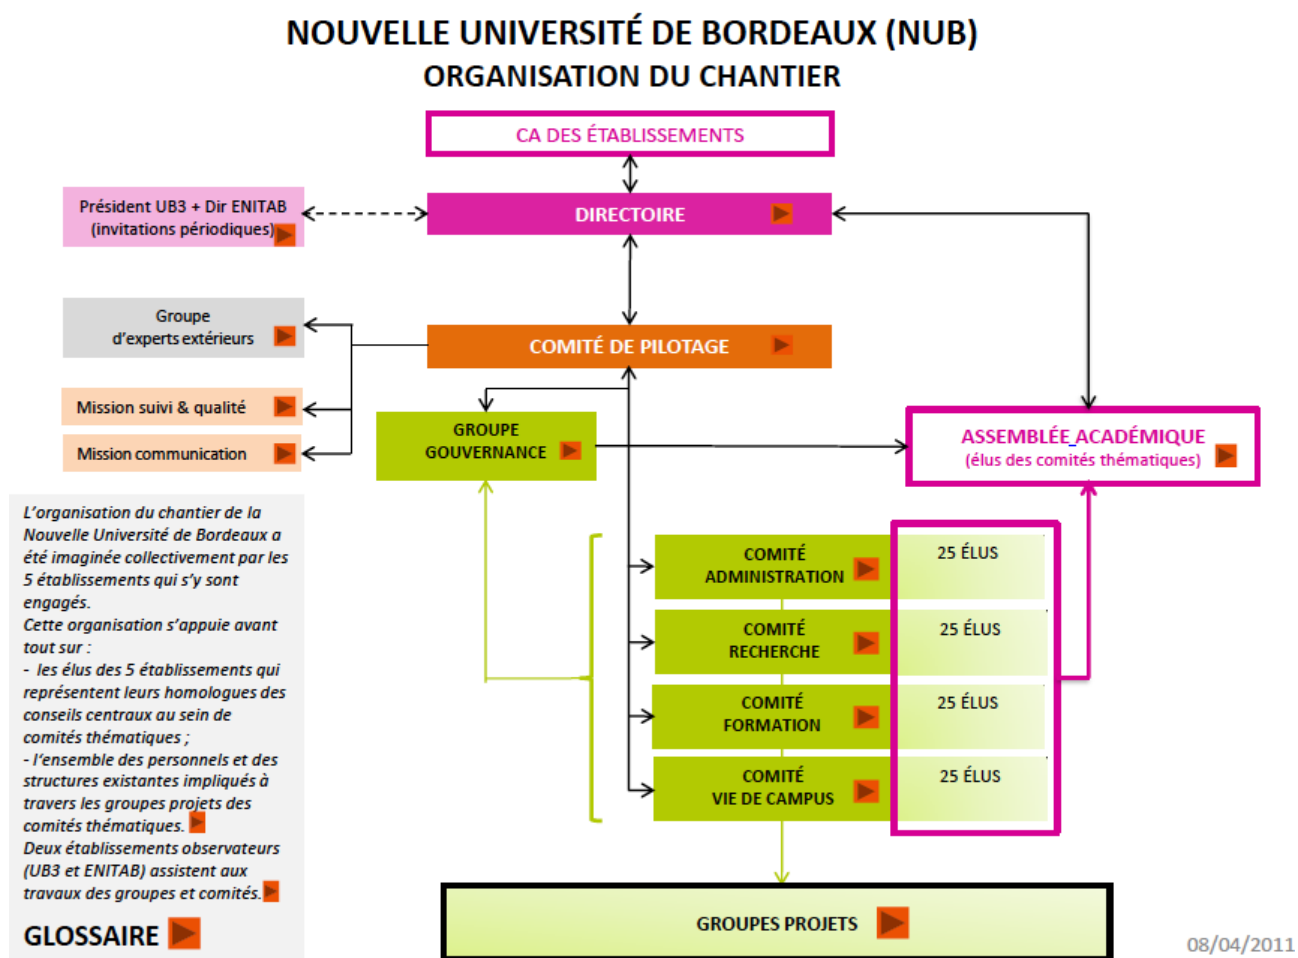 NOUVELLE UNIVERSITÉ DE BORDEAUX (NUB)
ORGANISATION DU CHANTIER
CA DES ÉTABLISSEMENTS
Président UB3 + Dir ENITAB
(invitations périodiques)
DIRECTOIRE
Groupe
d'experts extérieurs
COMITÉ DE PILOTAGE
Mission suivi & qualité
Mission communication
GROUPE
GOUVERNANCE
ASSEMBLÉE_ACADÉMIQUE
(élus des comités thématiques)
L'organisation du chantier de la
Nouvelle Université de Bordeaux a
été imaginée collectivement par les
5 établissements qui s'y sont
engagés.
Cette organisation s'appuie avant
tout sur :
- les élus des 5 établissements qui
représentent leurs homologues des
conseils centraux au sein de
comités thématiques ;
- l'ensemble des personnels et des
structures existantes impliqués à
travers les groupes projets des
comités thématiques.
Deux établissements observateurs
(UB3 et ENITAB) assistent aux
travaux des groupes et comités.
GLOSSAIRE
COMITÉ
ADMINISTRATION
25 ÉLUS
COMITÉ
RECHERCHE
25 ÉLUS
COMITÉ
FORMATION
25 ÉLUS
COMITÉ
VIE DE CAMPUS
25 ÉLUS
GROUPES PROJETS
08/04/2011